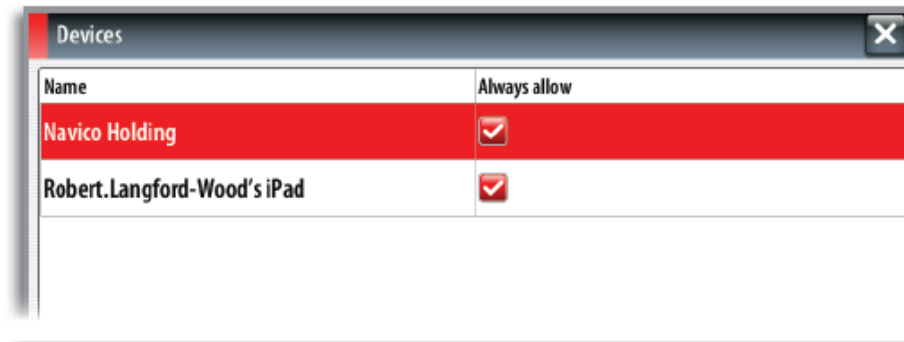 Devices
Name Always allow
Navico Holding
Robert.Langford-Wood's iPad